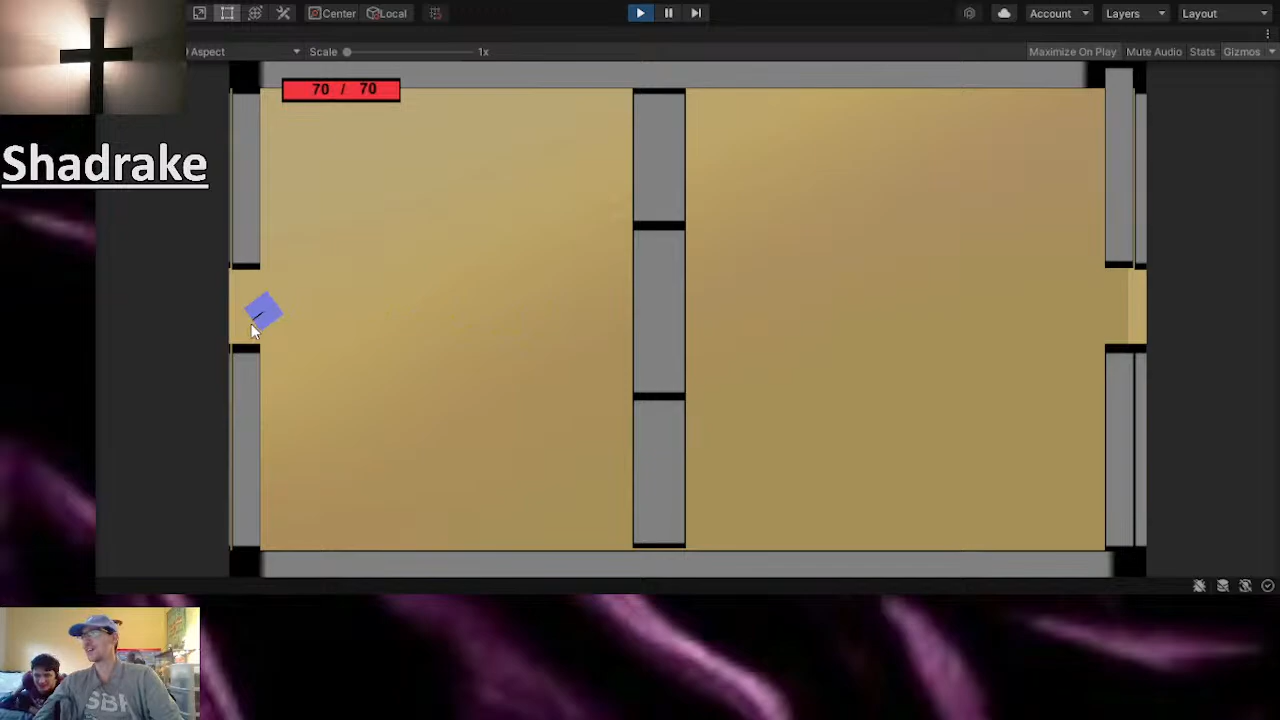 Center Local Account Layers Layout
Aspect Scale 1x Maximize On Play Mute Audio Stats Gizmos
70 / 70
Shadrake